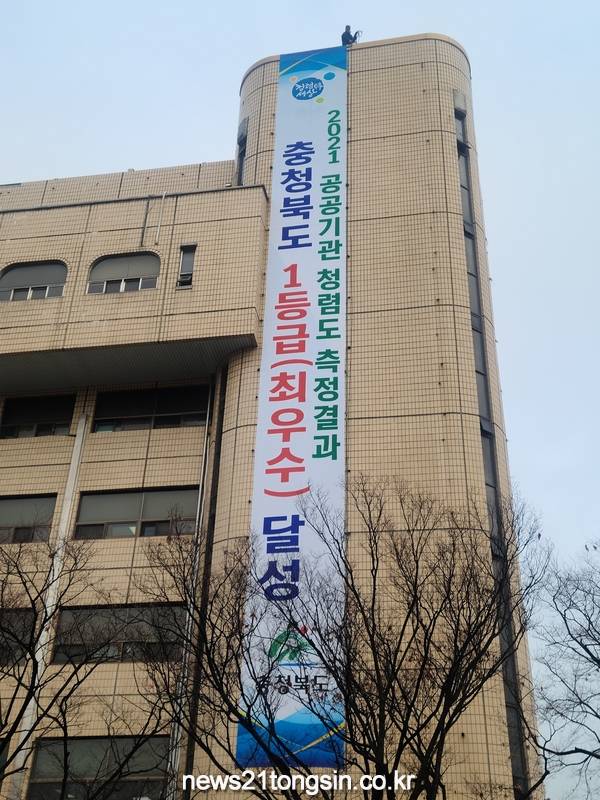 청렴한
세상
2021 공공기관 청렴도 측정결과
충청북도 1등급(최우수) 달성
충청북도
news21tongsin.co.kr